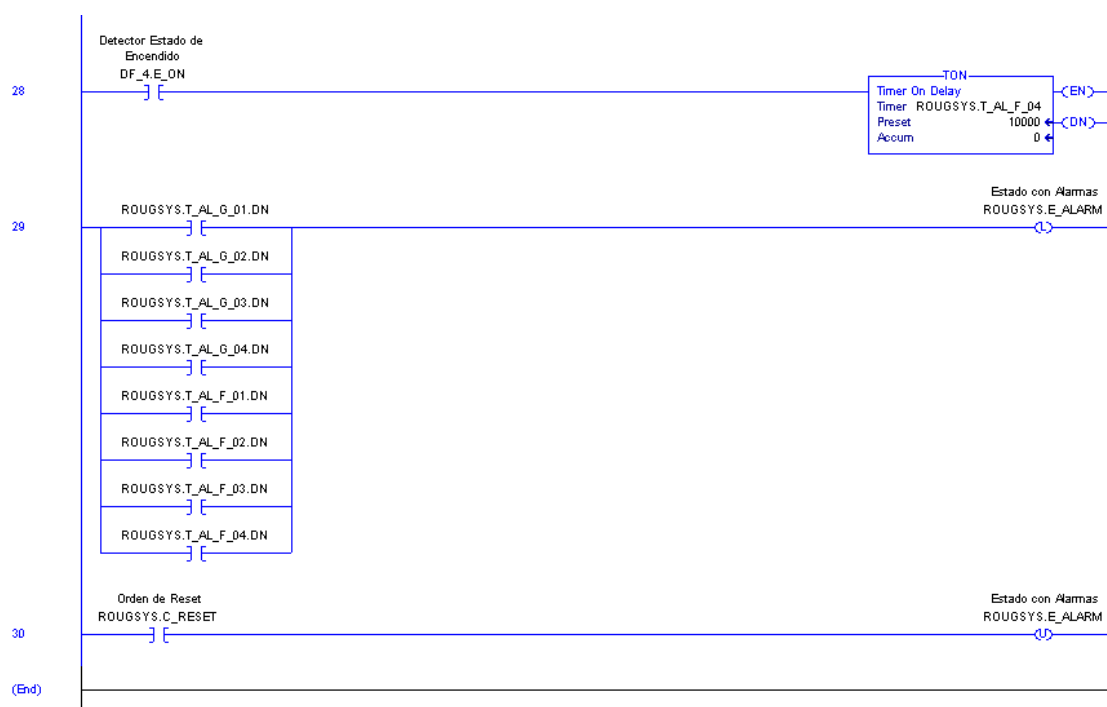 Detector Estado de
Encendido
DF_4.E_ON
28
TON
Timer On Delay
Timer ROUGSYS.T_AL_F_04
Preset 10000
Accum 0
EN
DN
29
ROUGSYS.T_AL_G_01.DN
ROUGSYS.T_AL_G_02.DN
ROUGSYS.T_AL_G_03.DN
ROUGSYS.T_AL_G_04.DN
ROUGSYS.T_AL_F_01.DN
ROUGSYS.T_AL_F_02.DN
ROUGSYS.T_AL_F_03.DN
ROUGSYS.T_AL_F_04.DN
Estado con Alarmas
ROUGSYS.E_ALARM
L
30
Orden de Reset
ROUGSYS.C_RESET
Estado con Alarmas
ROUGSYS.E_ALARM
U
(End)